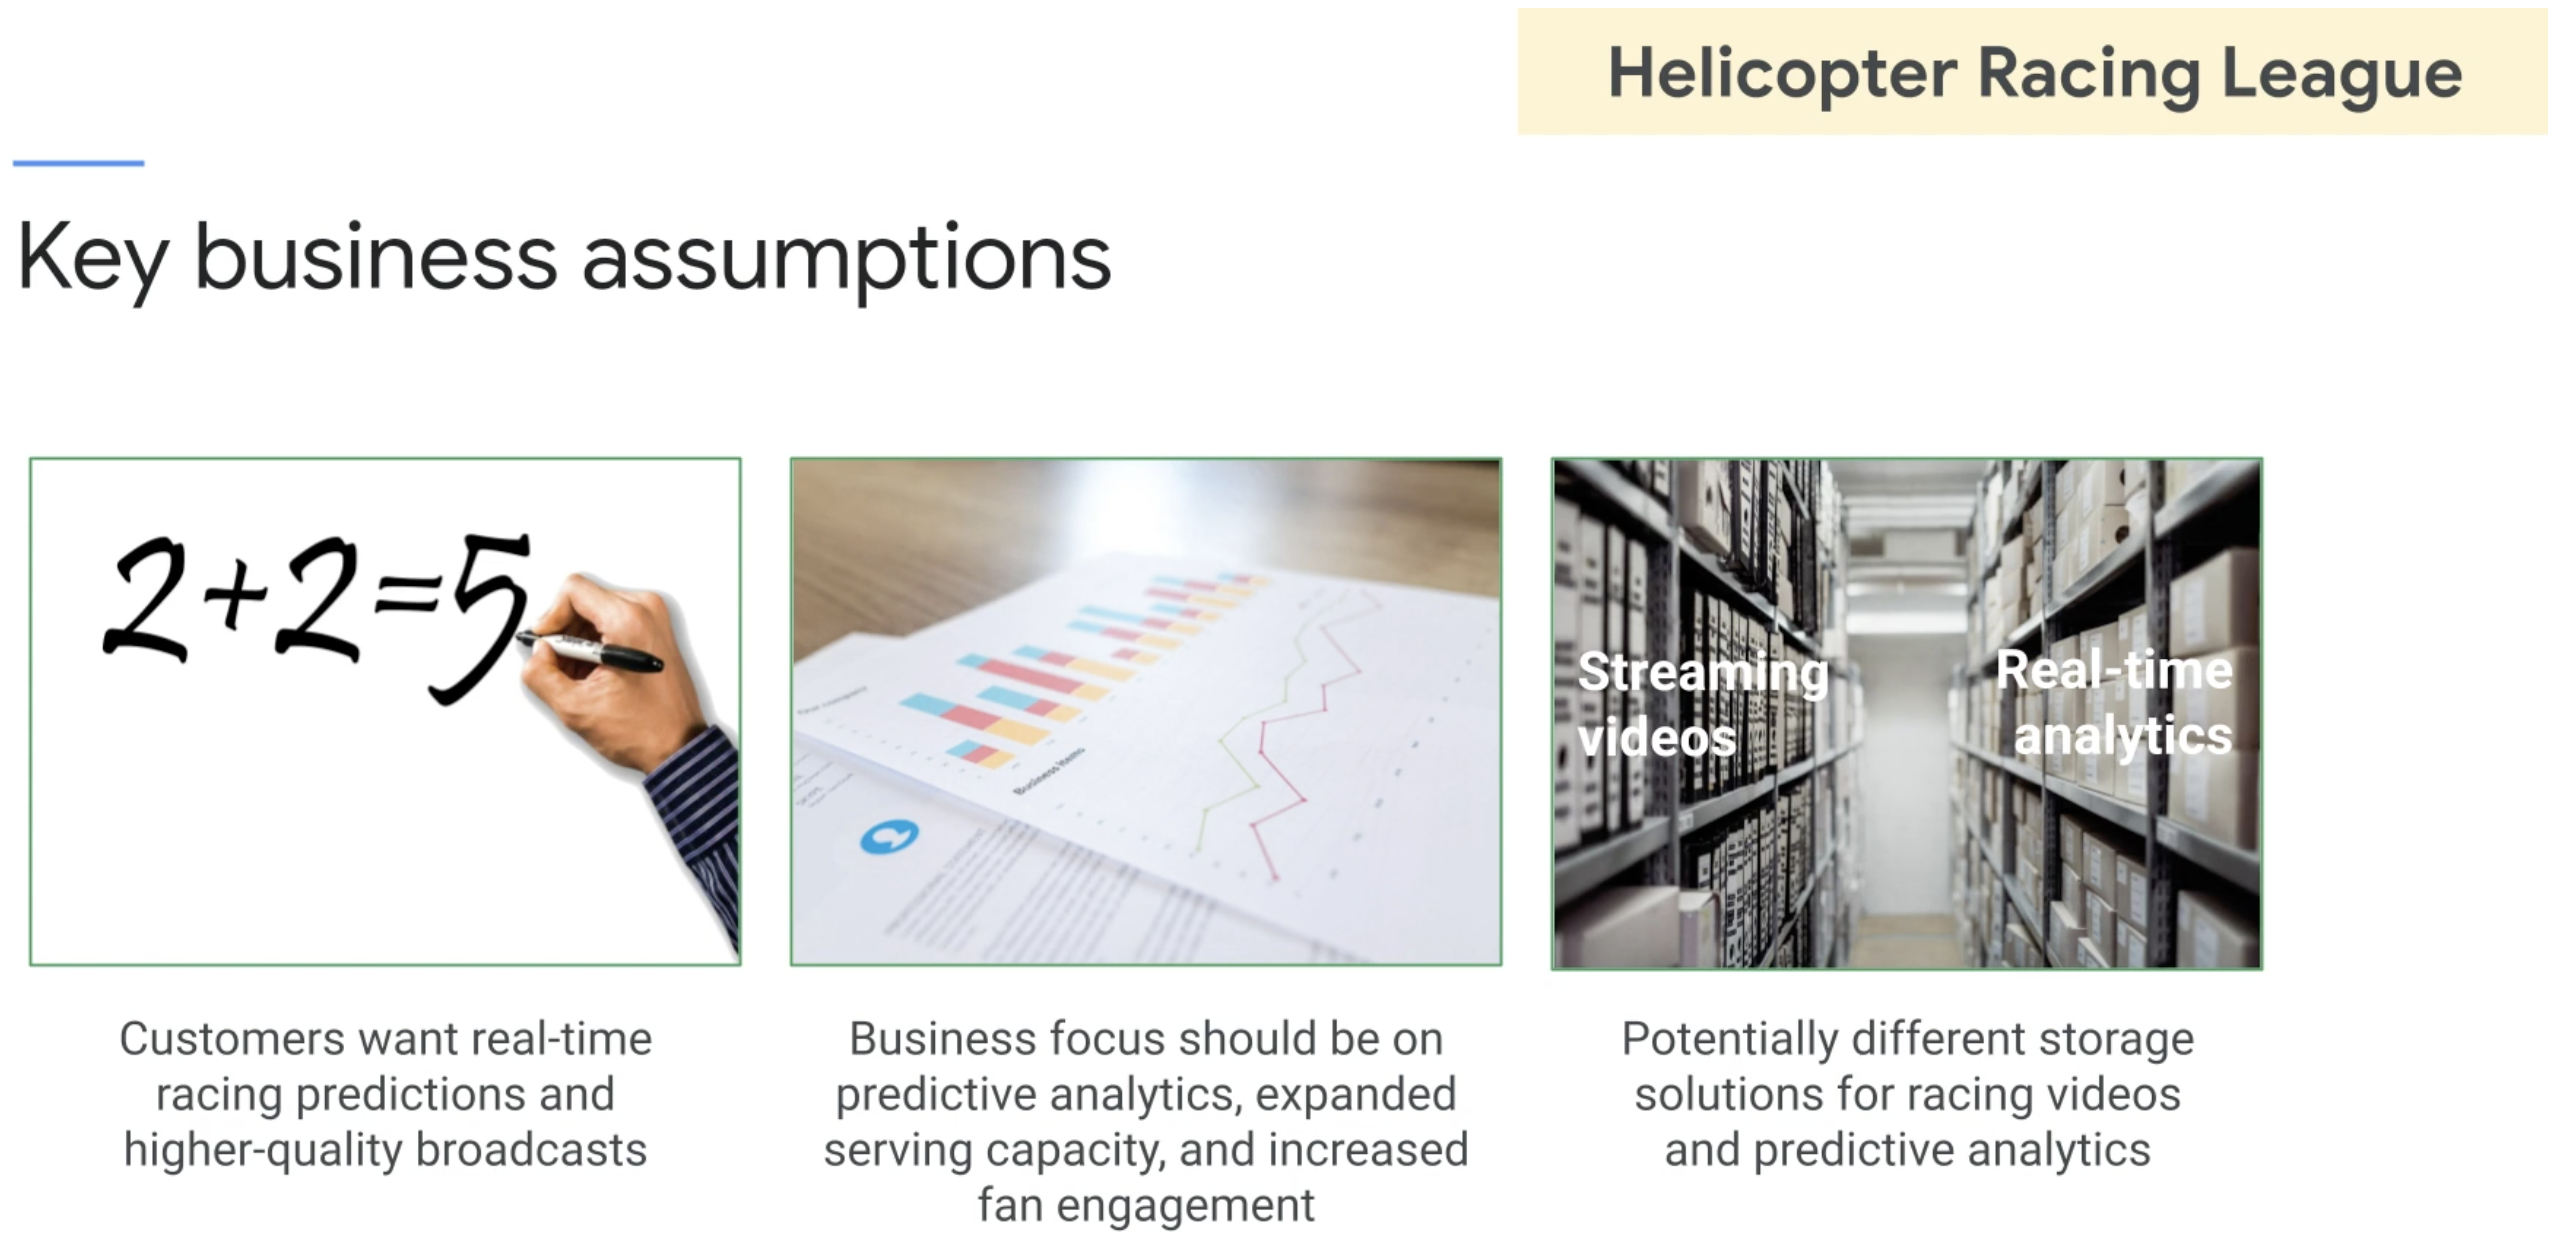 Helicopter Racing League
Key business assumptions
2+2=5
Business Items
Streaming
videos
Real-time
analytics
Customers want real-time
racing predictions and
higher-quality broadcasts
Business focus should be on
predictive analytics, expanded
serving capacity, and increased
fan engagement
Potentially different storage
solutions for racing videos
and predictive analytics